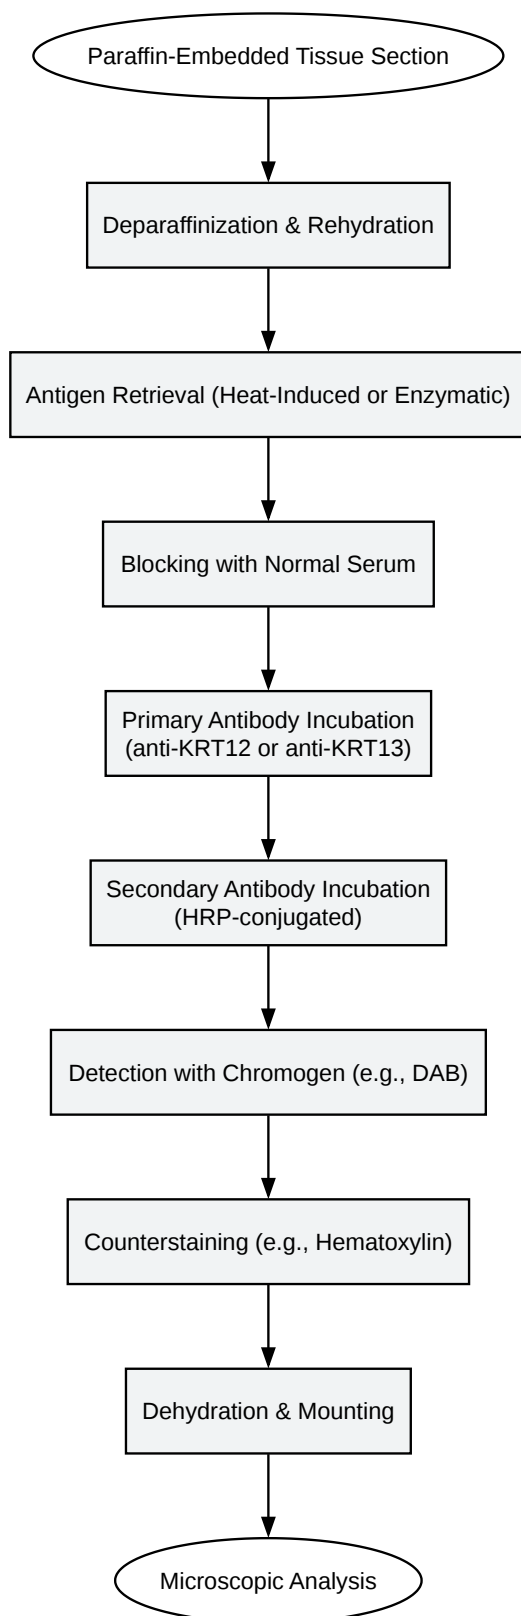 Paraffin-Embedded Tissue Section
Deparaffinization & Rehydration
Antigen Retrieval (Heat-Induced or Enzymatic)
Blocking with Normal Serum
Primary Antibody Incubation
(anti-KRT12 or anti-KRT13)
Secondary Antibody Incubation
(HRP-conjugated)
Detection with Chromogen (e.g., DAB)
Counterstaining (e.g., Hematoxylin)
Dehydration & Mounting
Microscopic Analysis